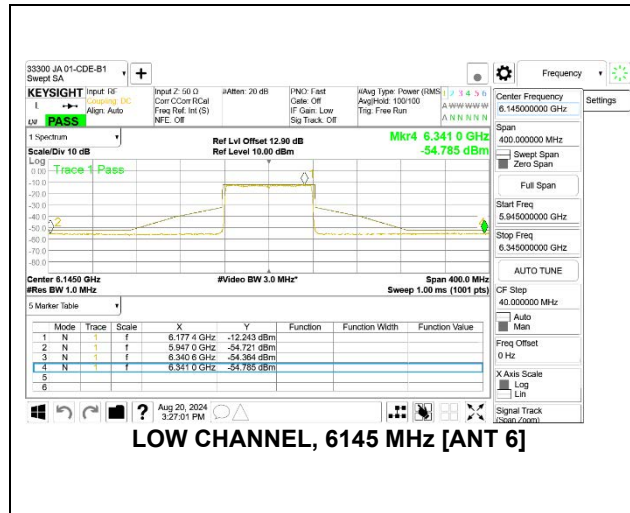 33300 JA 01-CDE-B1
Swept SA
Frequency
KEYSIGHT
Input: RF
Coupling: DC
Align: Auto
Input Z: 50 Ω
Corr CCorr RCal
Freq Ref: Int (S)
NFE: Off
#Atten: 20 dB
PNO: Fast
Gate: Off
IF Gain: Low
Sig Track: Off
#Avg Type: Power (RMS
Avg|Hold: 100/100
Trig: Free Run
1 2 3 4 5 6
A W W W W W
A N N N N N
L
PASS
1 Spectrum
Scale/Div 10 dB
Ref Lvl Offset 12.90 dB
Ref Level 10.00 dBm
Mkr4 6.341 0 GHz
-54.785 dBm
Log
Trace 1 Pass
0.00
-10.0
-20.0
-30.0
-40.0
-50.0
-60.0
-70.0
-80.0
1
2
Center 6.1450 GHz
#Res BW 1.0 MHz
#Video BW 3.0 MHz*
Span 400.0 MHz
Sweep 1.00 ms (1001 pts)
5 Marker Table
Mode Trace Scale X Y Function Function Width Function Value
1 N 1 f 6.177 4 GHz -12.243 dBm
2 N 1 f 5.947 0 GHz -54.721 dBm
3 N 1 f 6.340 6 GHz -54.364 dBm
4 N 1 f 6.341 0 GHz -54.785 dBm
5
6
Aug 20, 2024
3:27:01 PM
Center Frequency
6.145000000 GHz
Settings
Span
400.000000 MHz
Swept Span
Zero Span
Full Span
Start Freq
5.945000000 GHz
Stop Freq
6.345000000 GHz
AUTO TUNE
CF Step
40.000000 MHz
Auto
Man
Freq Offset
0 Hz
X Axis Scale
Log
Lin
Signal Track
(Span Zoom)
LOW CHANNEL, 6145 MHz [ANT 6]